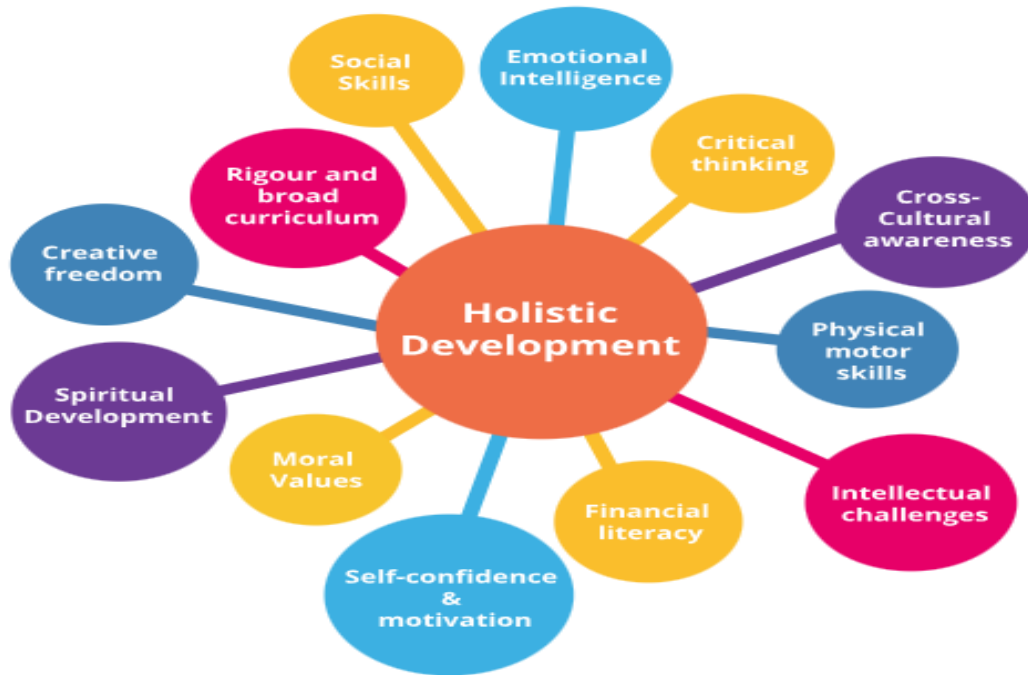 Social
Skills
Emotional
Intelligence
Critical
thinking
Rigour and
broad
curriculum
Cross-
Cultural
awareness
Creative
freedom
Holistic
Development
Physical
motor
skills
Spiritual
Development
Moral
Values
Financial
literacy
Intellectual
challenges
Self-confidence
&
motivation